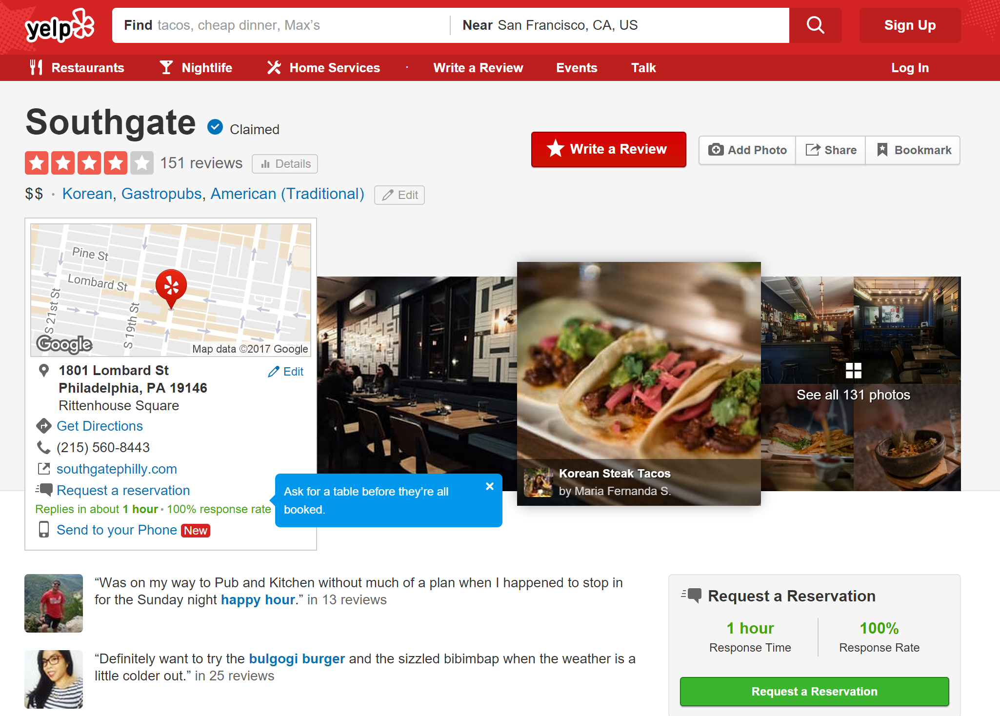 yelp
Find tacos, cheap dinner, Max’s
Near San Francisco, CA, US
Sign Up
Restaurants
Nightlife
Home Services
·
Write a Review
Events
Talk
Log In
Southgate
Claimed
151 reviews
Details
$$ · Korean, Gastropubs, American (Traditional)
Edit
Write a Review
Add Photo
Share
Bookmark
Pine St
Lombard St
S 21st St
S 19th St
Google
Map data ©2017 Google
1801 Lombard St
Philadelphia, PA 19146
Rittenhouse Square
Edit
Get Directions
(215) 560-8443
southgatephilly.com
Request a reservation
Replies in about 1 hour · 100% response rate
Send to your Phone New
Ask for a table before they’re all
booked.
Korean Steak Tacos
by Maria Fernanda S.
See all 131 photos
“Was on my way to Pub and Kitchen without much of a plan when I happened to stop in
for the Sunday night happy hour.” in 13 reviews
“Definitely want to try the bulgogi burger and the sizzled bibimbap when the weather is a
little colder out.” in 25 reviews
Request a Reservation
1 hour
Response Time
100%
Response Rate
Request a Reservation